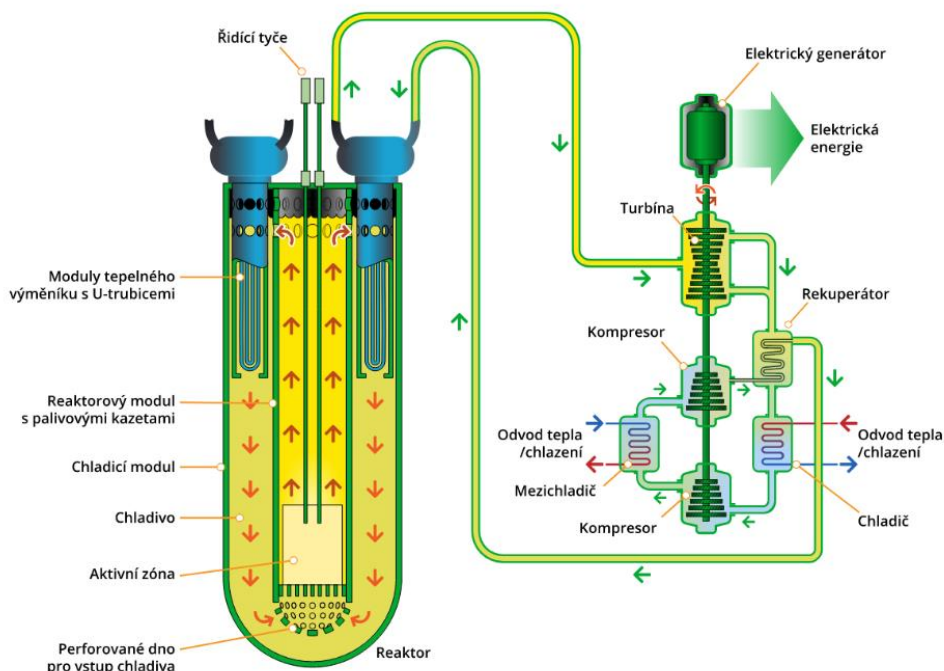 Řídící tyče
Elektrický generátor
Elektrická
energie
Turbína
Moduly tepelného
výměníku s U-trubicemi
Rekuperátor
Kompresor
Reaktorový modul
s palivovými kazetami
Odvod tepla
/chlazení
Odvod tepla
/chlazení
Chladicí modul
Mezichladič
Chladivo
Kompresor
Chladič
Aktivní zóna
Perforované dno
pro vstup chladiva
Reaktor